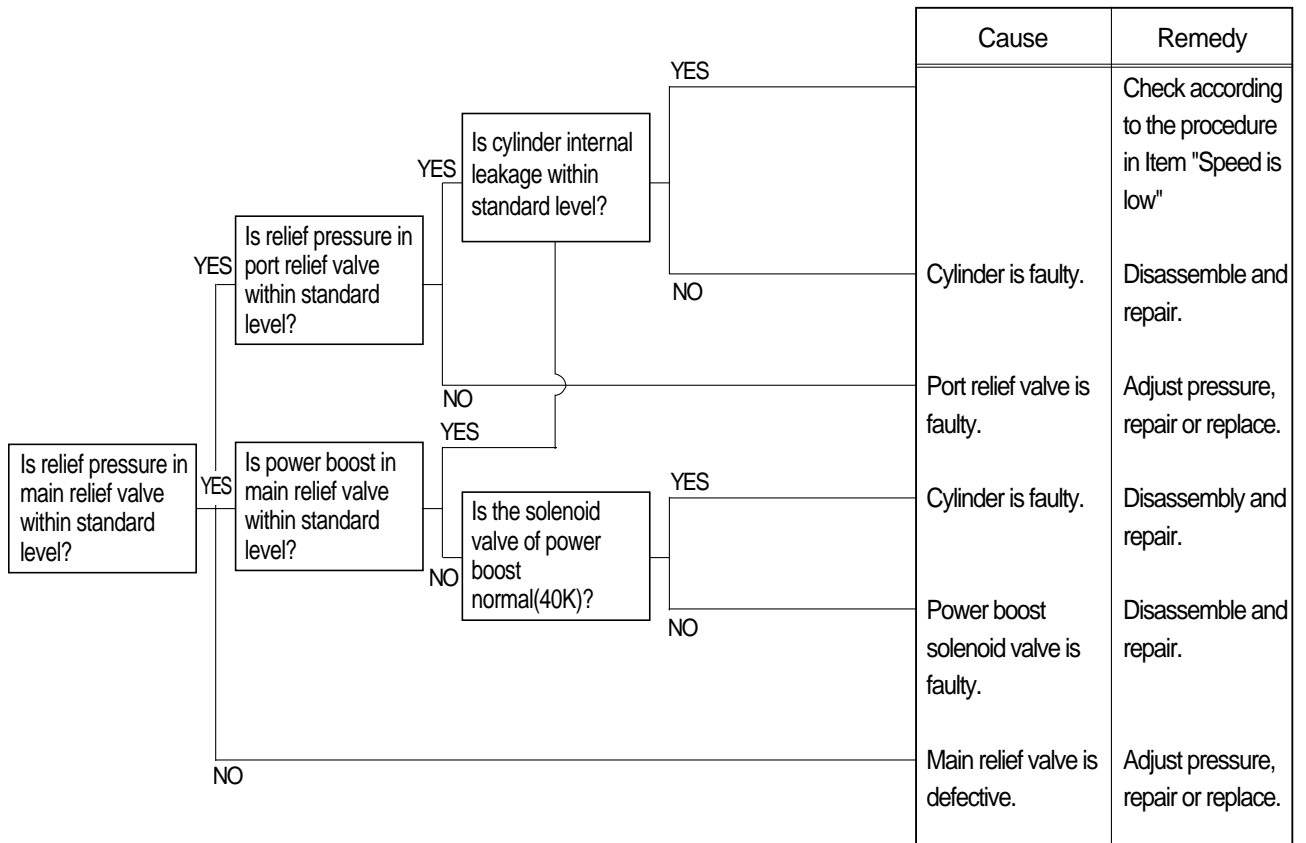 Cause
Remedy
YES
Check according
to the procedure
in Item "Speed is
low"
Is cylinder internal
leakage within
standard level?
YES
Is relief pressure in
port relief valve
within standard
level?
YES
NO
Cylinder is faulty.
Disassemble and
repair.
NO
Port relief valve is
faulty.
Adjust pressure,
repair or replace.
YES
Is relief pressure in
main relief valve
within standard
level?
YES
Is power boost in
main relief valve
within standard
level?
YES
Cylinder is faulty.
Disassembly and
repair.
NO
Is the solenoid
valve of power
boost
normal(40K)?
NO
Power boost
solenoid valve is
faulty.
Disassemble and
repair.
NO
Main relief valve is
defective.
Adjust pressure,
repair or replace.